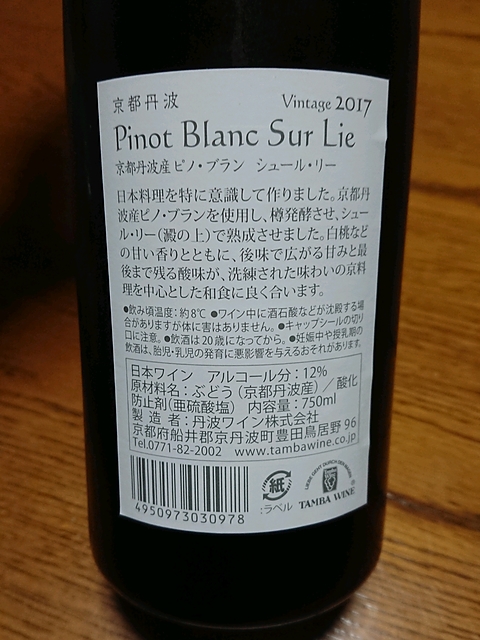 京都丹波 Vintage 2017
Pinot Blanc Sur Lie
京都丹波産ピノ・ブラン シュール・リー
日本料理を特に意識して作りました。京都丹
波産ピノ・ブランを使用し、樽発酵させ、シュー
ル・リー（澱の上）で熟成させました。白桃など
の甘い香りとともに、後味で広がる甘みと最
後まで残る酸味が、洗練された味わいの京料
理を中心とした和食に良く合います。
●飲み頃温度：約8℃ ●ワイン中に酒石酸などが沈殿する場
合がありますが体に害はありません。●キャップシールの切り
口に注意。●飲酒は20歳になってから。●妊娠中や授乳期の
飲酒は、胎児・乳児の発育に悪影響を与えるおそれがあります。
日本ワイン アルコール分：12%
原材料名：ぶどう（京都丹波産）／酸化
防止剤（亜硫酸塩） 内容量：750ml
製造者：丹波ワイン株式会社
京都府船井郡京丹波町豊田鳥居野96
Tel.0771-82-2002 www.tambawine.co.jp
4950973030978
紙
：ラベル
TAMBA WINE